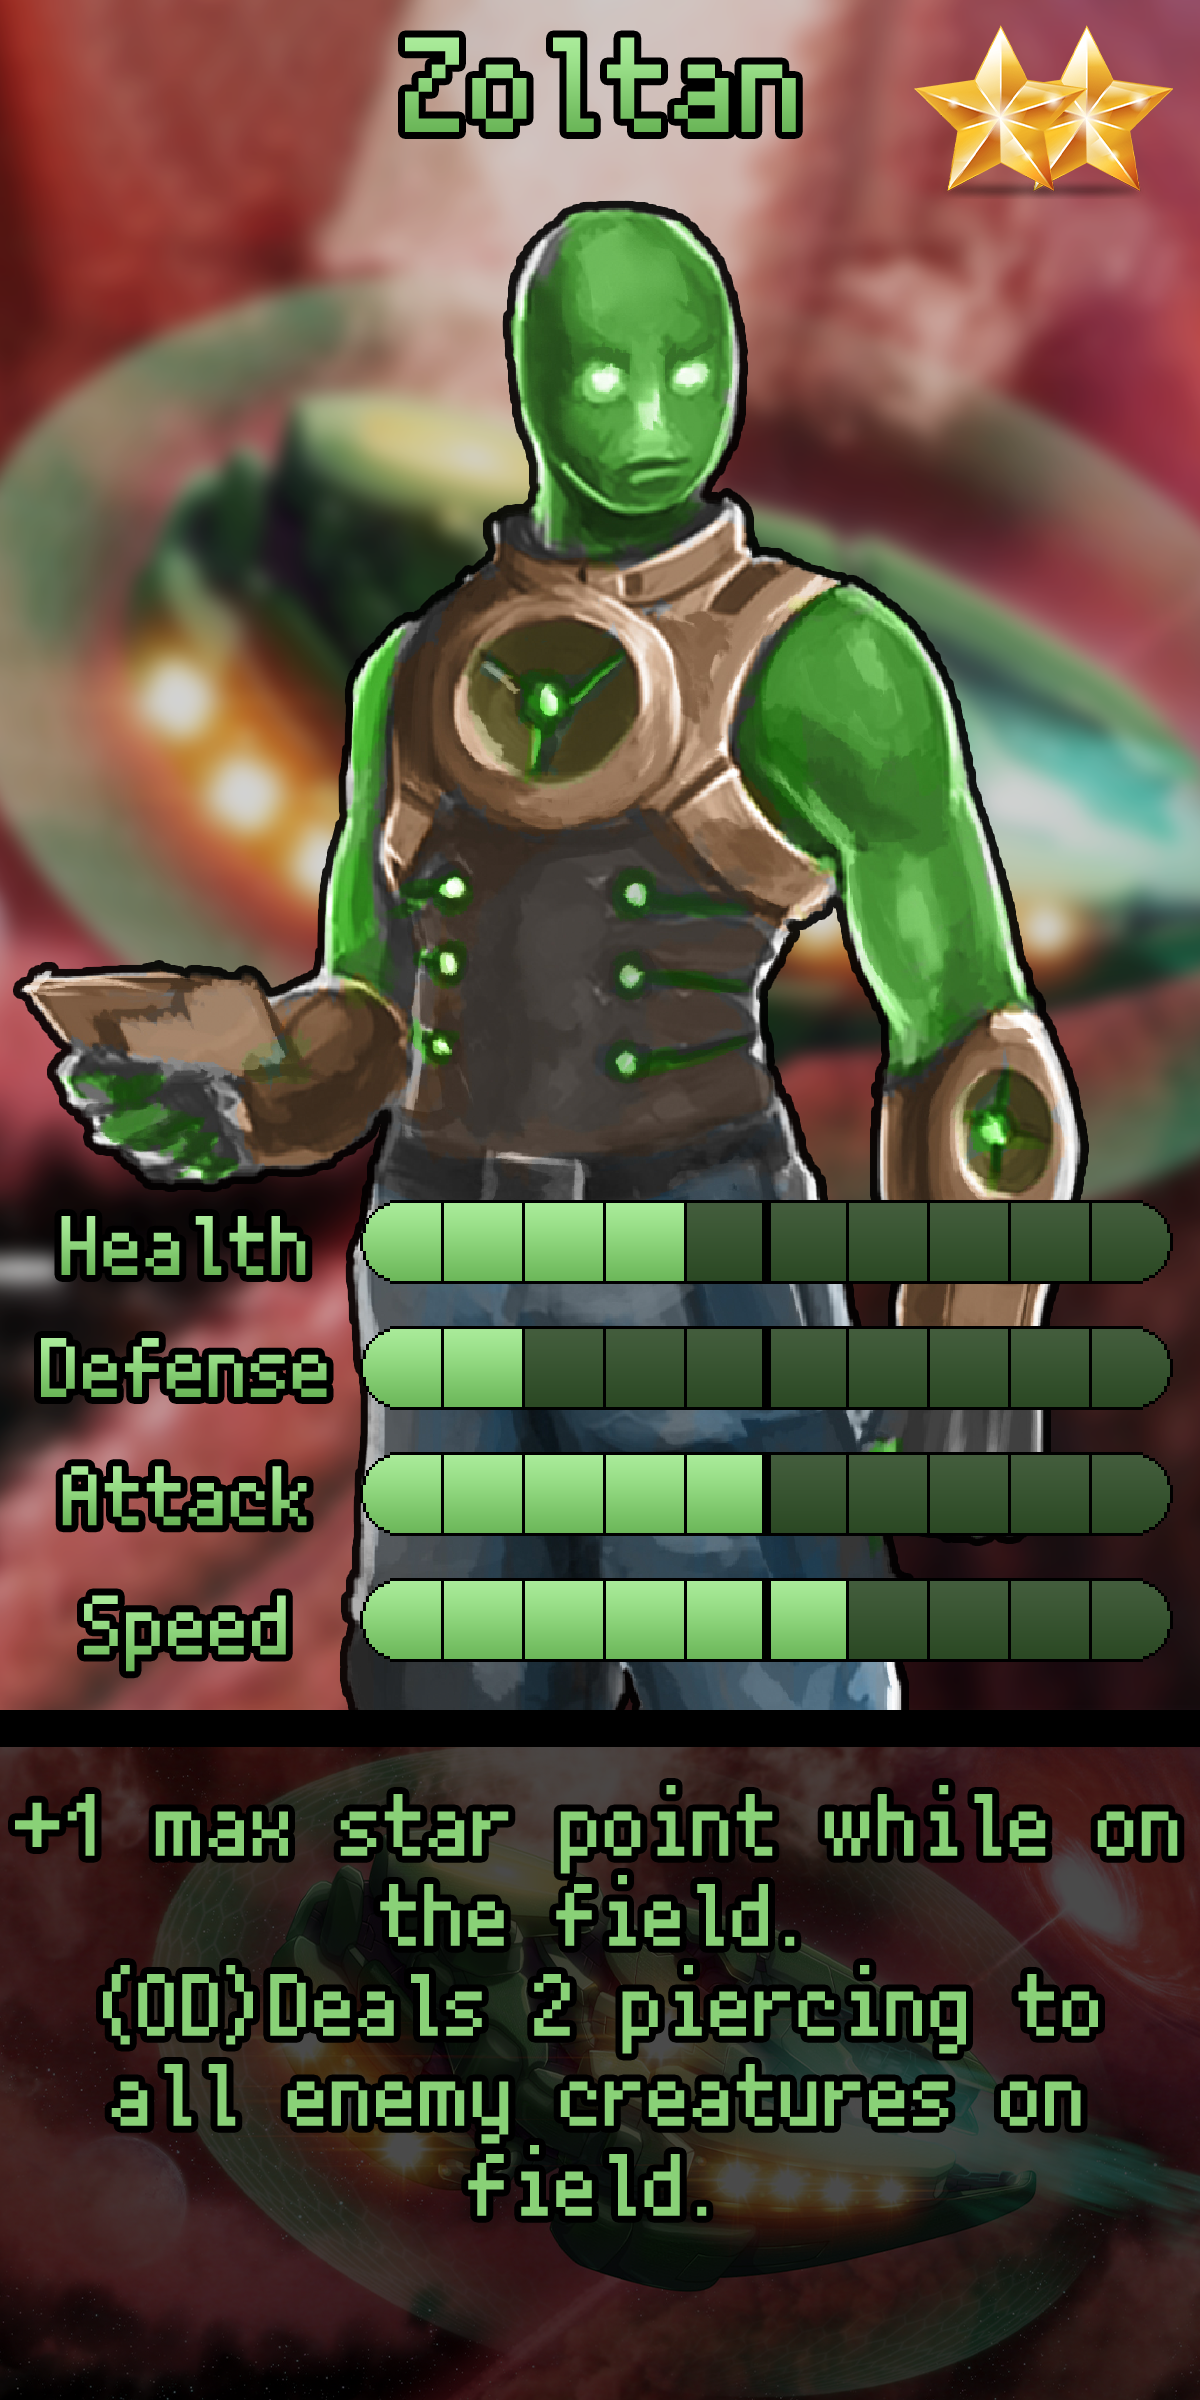 Zoltan
Health
Defense
Attack
Speed
+1 max star point while on
the field.
(OD)Deals 2 piercing to
all enemy creatures on
field.